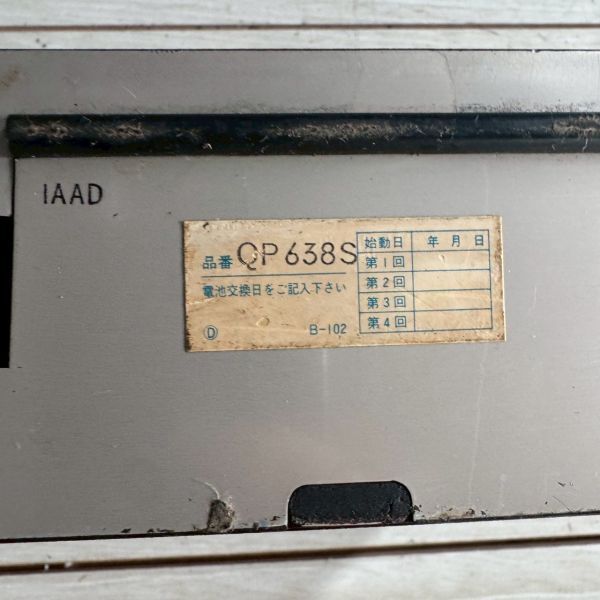 IAAD
品番 QP638S
電池交換日をご記入下さい
Ⓓ B-102
始動日 年 月 日
第1回
第2回
第3回
第4回